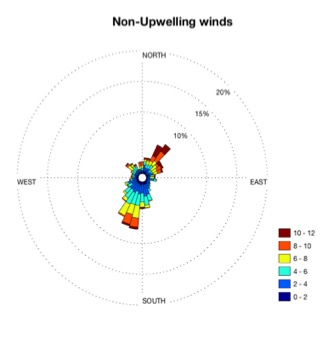 Non-Upwelling winds
NORTH
20%
15%
10%
WEST
EAST
SOUTH
10 - 12
8 - 10
6 - 8
4 - 6
2 - 4
0 - 2